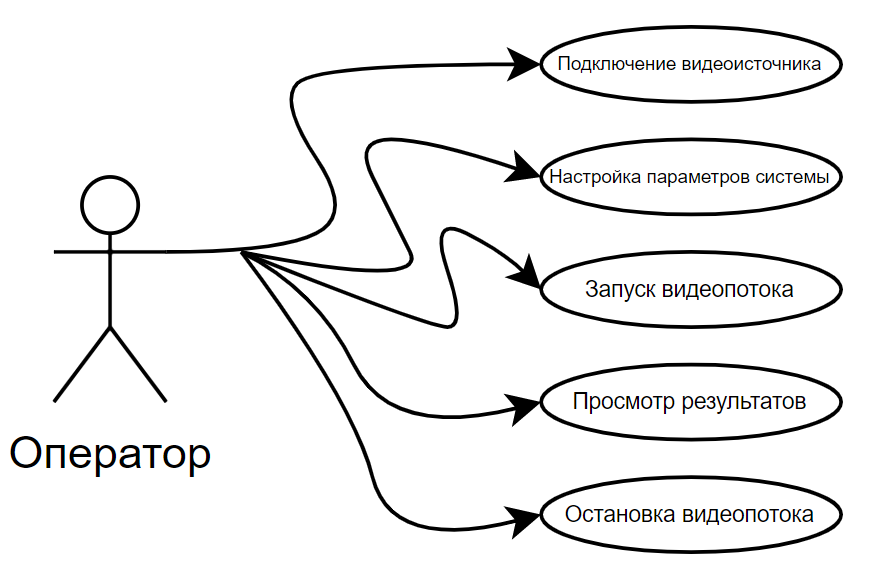 Подключение видеоисточника
Настройка параметров системы
Запуск видеопотока
Просмотр результатов
Оператор
Остановка видеопотока